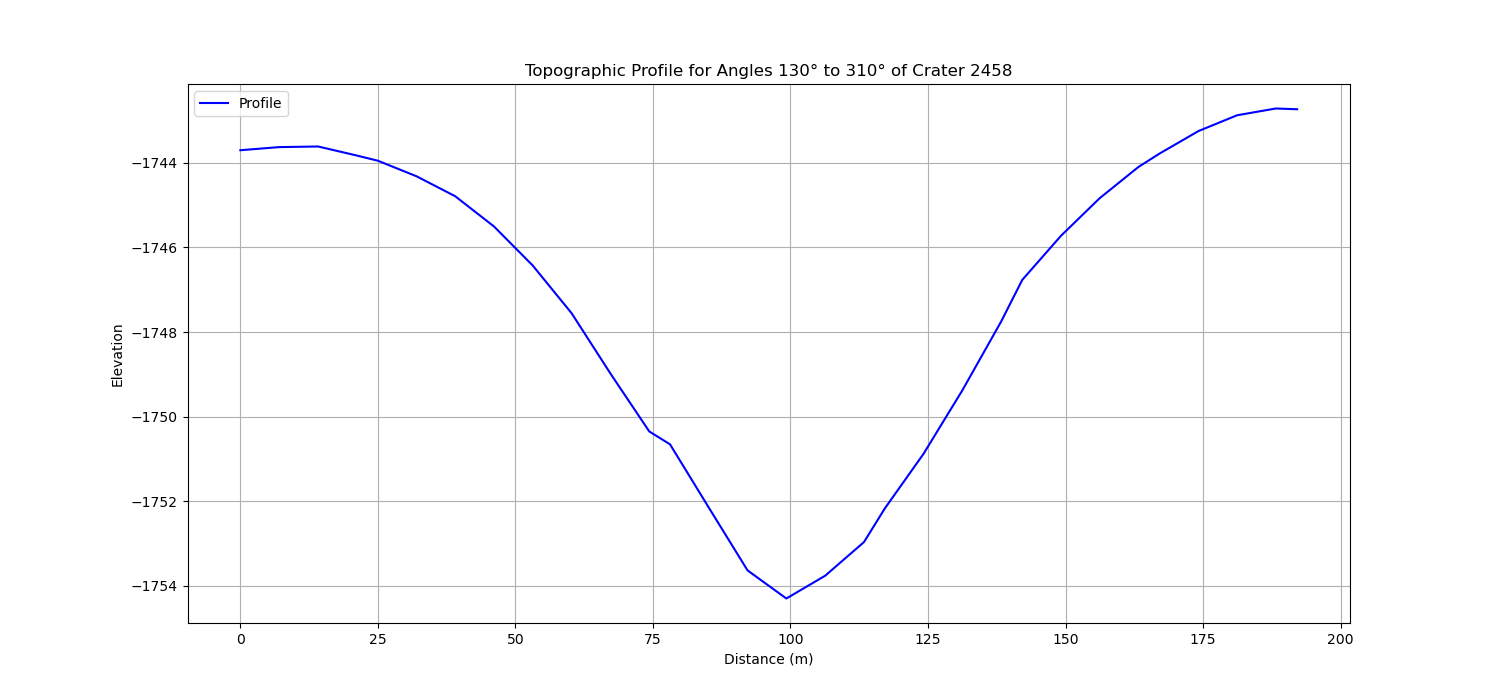 Topographic Profile for Angles 130° to 310° of Crater 2458
Profile
−1744
−1746
−1748
−1750
−1752
−1754
Elevation
0 25 50 75 100 125 150 175 200
Distance (m)